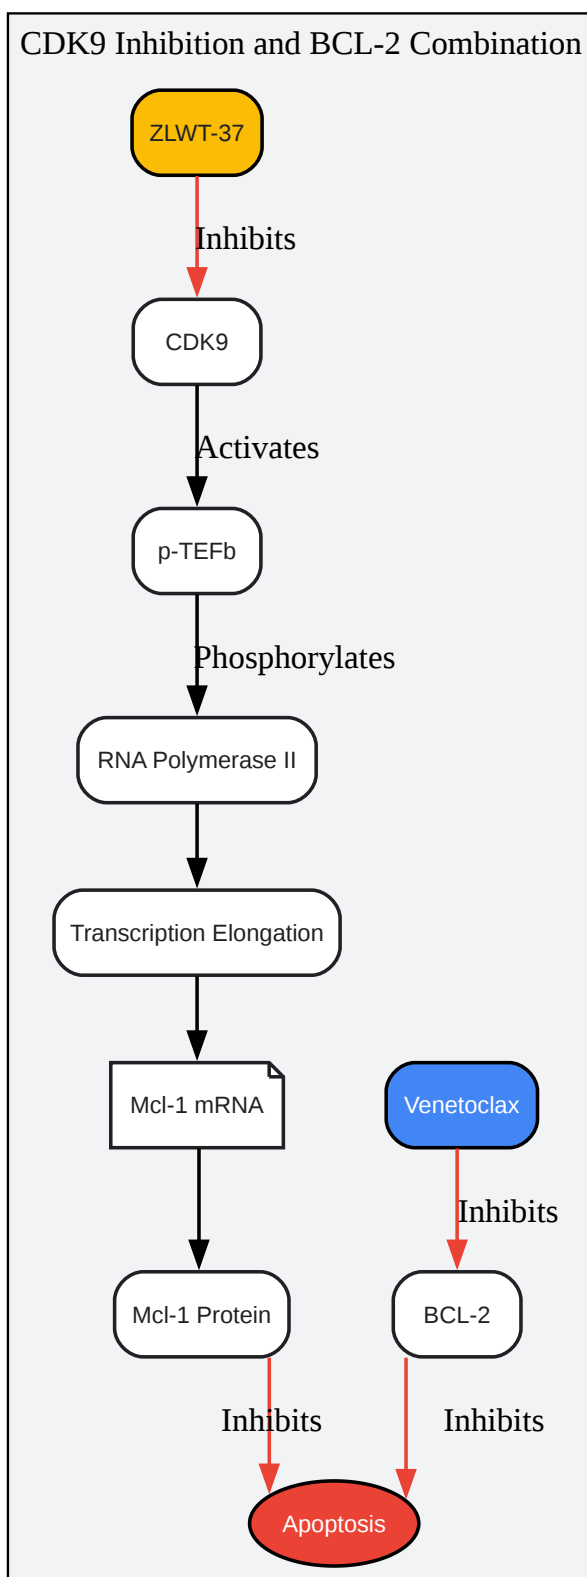 CDK9 Inhibition and BCL-2 Combination
ZLWT-37
Inhibits
CDK9
Activates
p-TEFb
Phosphorylates
RNA Polymerase II
Transcription Elongation
Mcl-1 mRNA
Venetoclax
Inhibits
Mcl-1 Protein
BCL-2
Inhibits
Inhibits
Apoptosis